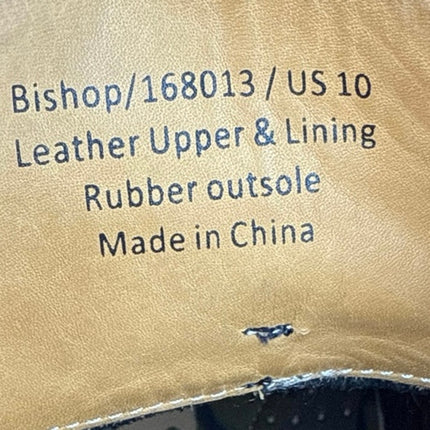 Bishop/168013 / US 10
Leather Upper & Lining
Rubber outsole
Made in China